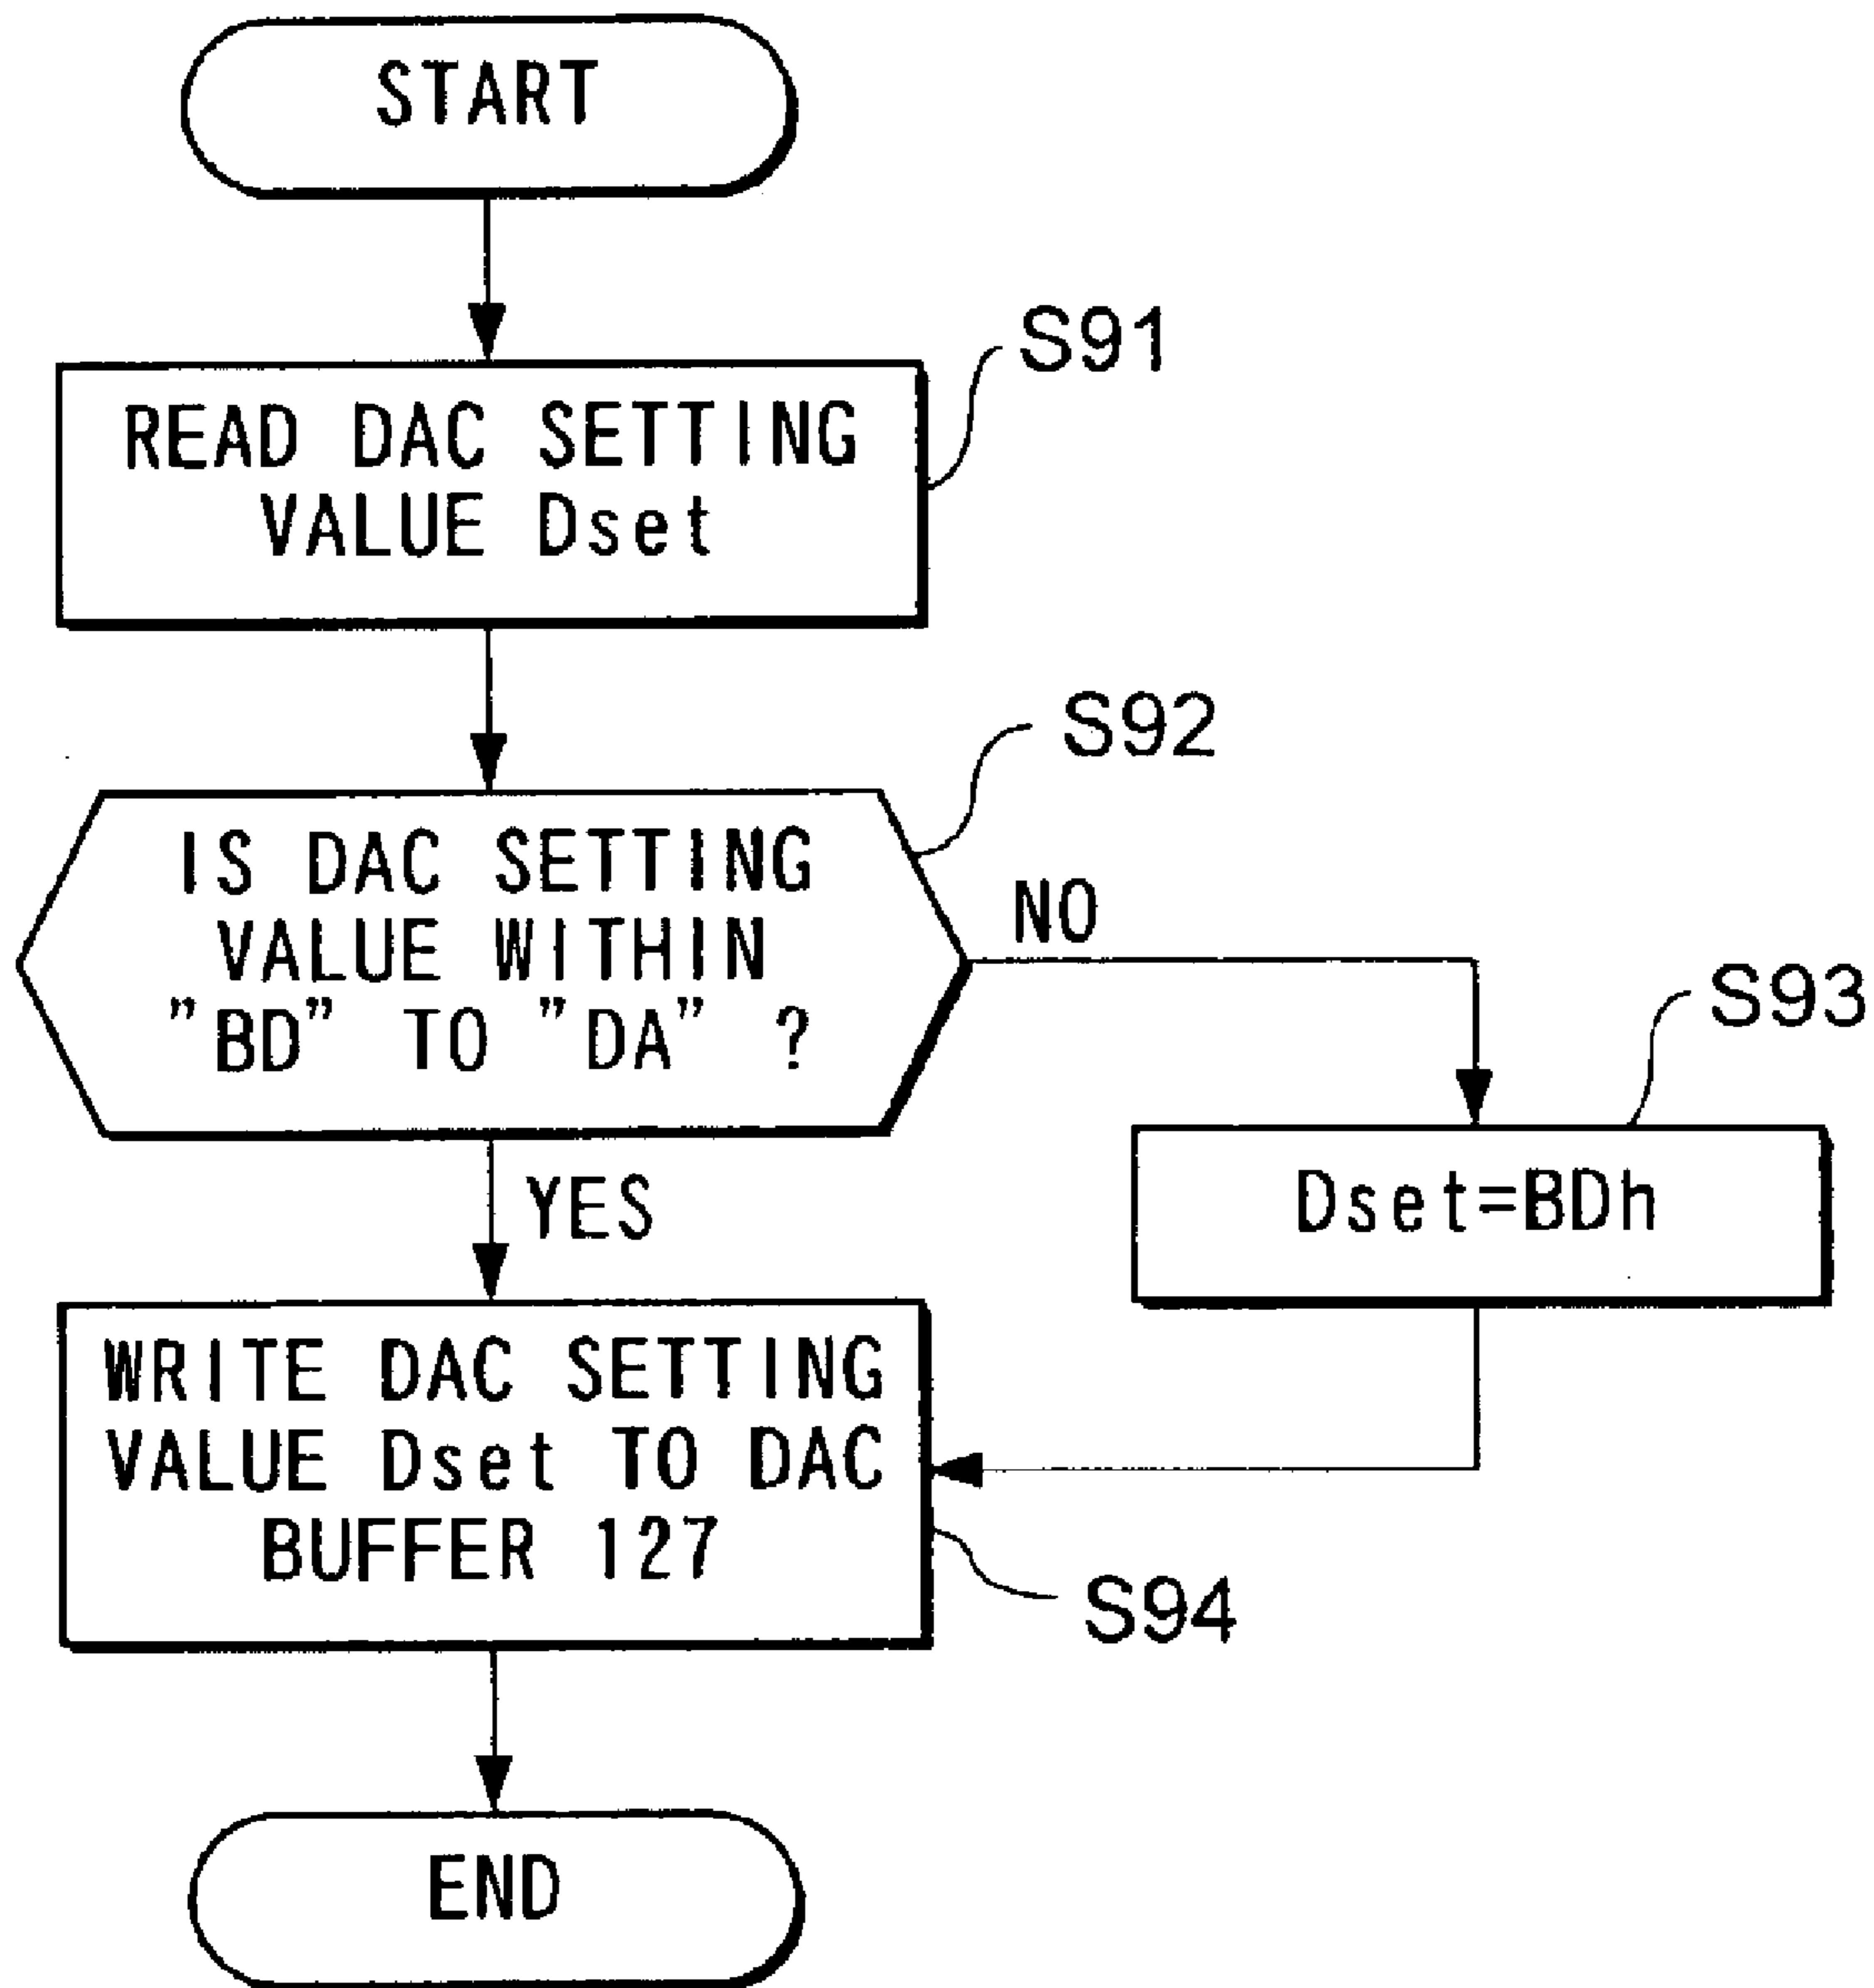 START
S91
READ DAC SETTING
VALUE Dset
S92
IS DAC SETTING
VALUE WITHIN
"BD" TO "DA" ?
NO
S93
YES
Dset=BDh
WRITE DAC SETTING
VALUE Dset TO DAC
BUFFER 127
S94
END